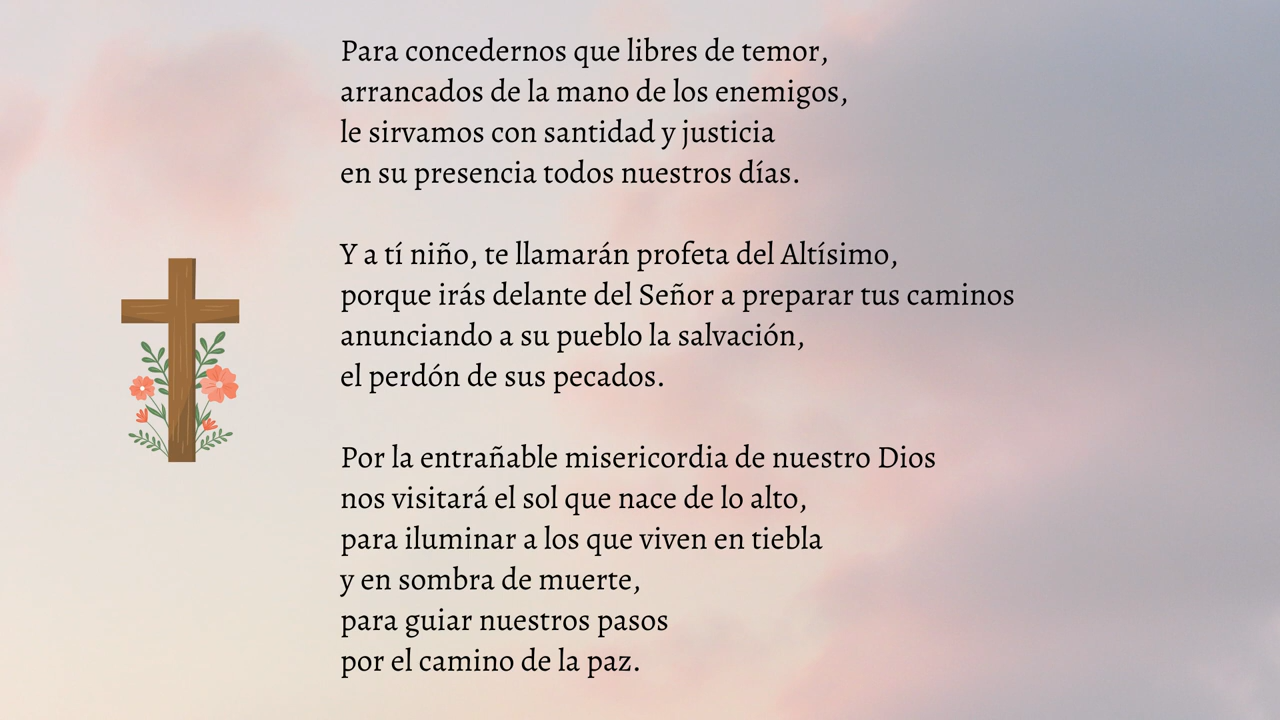 Para concedernos que libres de temor,
arrancados de la mano de los enemigos,
le sirvamos con santidad y justicia
en su presencia todos nuestros días.
Y a tí niño, te llamarán profeta del Altísimo,
porque irás delante del Señor a preparar tus caminos
anunciando a su pueblo la salvación,
el perdón de sus pecados.
Por la entrañable misericordia de nuestro Dios
nos visitará el sol que nace de lo alto,
para iluminar a los que viven en tiebla
y en sombra de muerte,
para guiar nuestros pasos
por el camino de la paz.